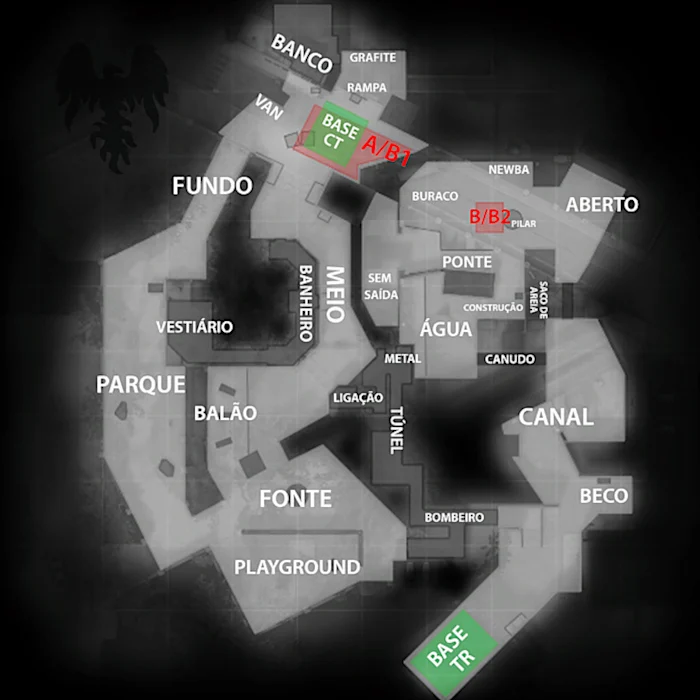 BANCO
GRAFITE
RAMPA
VAN
BASE
CT
A/B1
FUNDO
NEWBA
BURACO
ABERTO
B/B2
PILAR
PONTE
MEIO
BANHEIRO
SEM
SAÍDA
SACO DE
AREIA
CONSTRUÇÃO
VESTIÁRIO
ÁGUA
METAL
CANUDO
PARQUE
BALÃO
LIGAÇÃO
TÚNEL
CANAL
FONTE
BECO
BOMBEIRO
PLAYGROUND
BASE
TR